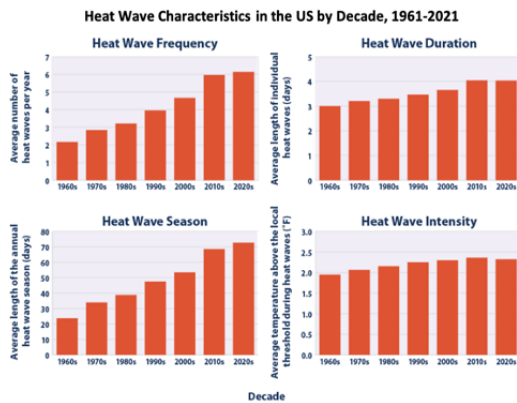 Heat Wave Characteristics in the US by Decade, 1961-2021
Heat Wave Frequency
Average number of
heat waves per year
7
6
5
4
3
2
1
0
1960s 1970s 1980s 1990s 2000s 2010s 2020s
Heat Wave Duration
Average length of individual
heat waves (days)
5
4
3
2
1
0
1960s 1970s 1980s 1990s 2000s 2010s 2020s
Heat Wave Season
Average length of the annual
heat wave season (days)
80
70
60
50
40
30
20
10
0
1960s 1970s 1980s 1990s 2000s 2010s 2020s
Heat Wave Intensity
Average temperature above the local
threshold during heat waves (˚F)
3.0
2.5
2.0
1.5
1.0
0.5
0.0
1960s 1970s 1980s 1990s 2000s 2010s 2020s
Decade